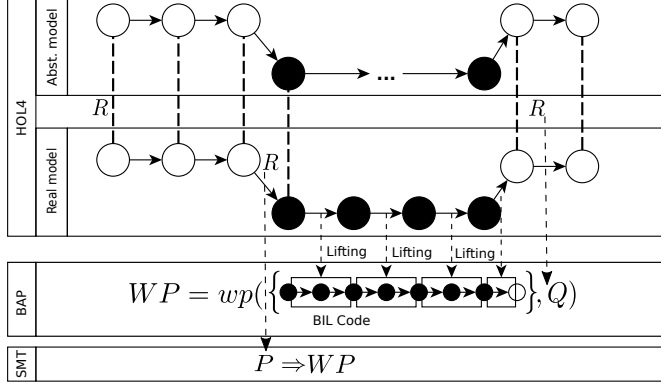 HOL4
Abst. model
...
R
R
Real model
R
Lifting
Lifting
Lifting
BAP
WP = wp({
}, Q)
BIL Code
SMT
P ⇒ WP